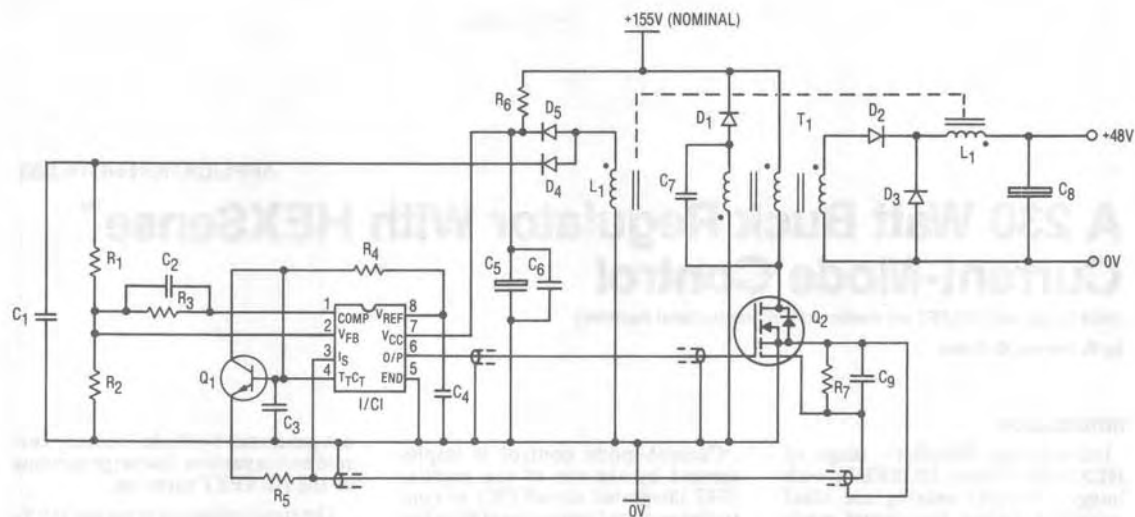 +155V (NOMINAL)
R6
D5
D4
D1
T1
D2
L1
+48V
L1
C7
D3
C8
0V
A Watt Buck Regulator With HEXSense™
Current-Mode Control
R1
C2
R3
R4
C5
C6
C1
1 COMP
VREF 8
2 VFB
VCC 7
3 IS
O/P 6
4 TTCT
END 5
I/CI
Q2
R7
C9
R2
Q1
C3
C4
R5
0V